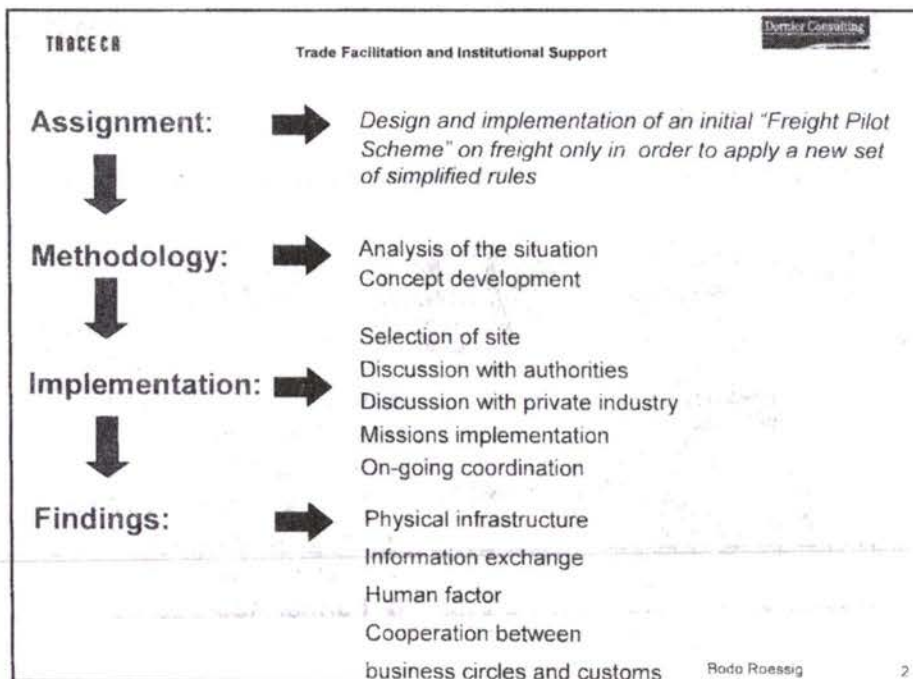 TRACECA
Dornier Consulting
Trade Facilitation and Institutional Support
Assignment:
Design and implementation of an initial “Freight Pilot
Scheme” on freight only in order to apply a new set
of simplified rules
Methodology:
Analysis of the situation
Concept development
Implementation:
Selection of site
Discussion with authorities
Discussion with private industry
Missions implementation
On-going coordination
Findings:
Physical infrastructure
Information exchange
Human factor
Cooperation between
business circles and customs
Bodo Roessig
2